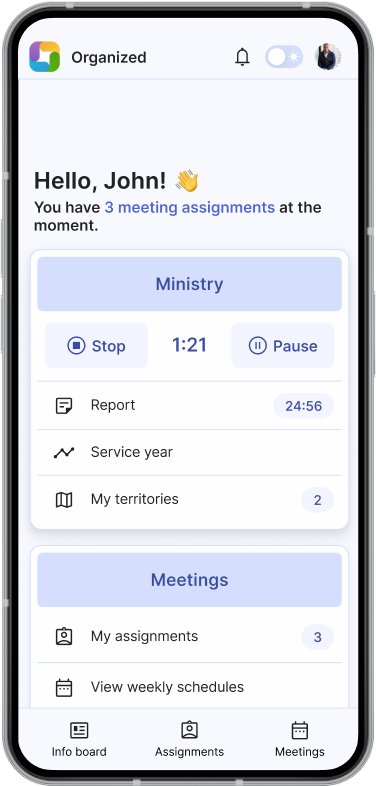 Organized
Hello, John! 👋
You have 3 meeting assignments at the
moment.
Ministry
Stop
1:21
Pause
Report
24:56
Service year
My territories
2
Meetings
My assignments
3
View weekly schedules
Info board
Assignments
Meetings